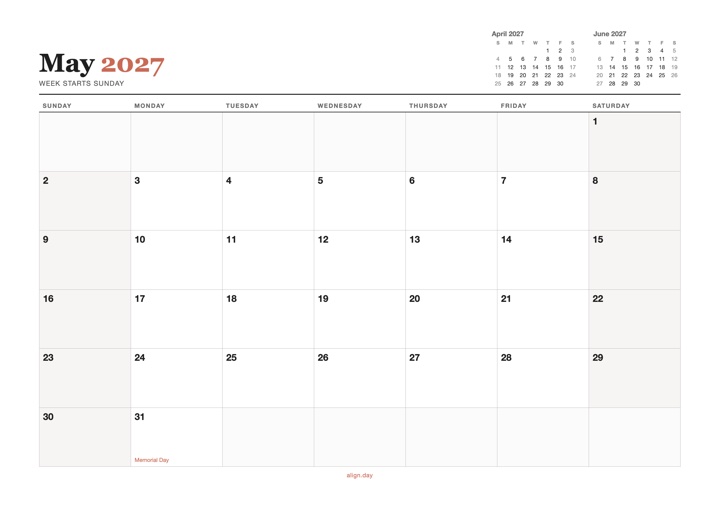 April 2027
S M T W T F S
1 2 3
4 5 6 7 8 9 10
11 12 13 14 15 16 17
18 19 20 21 22 23 24
25 26 27 28 29 30
June 2027
S M T W T F S
1 2 3 4 5
6 7 8 9 10 11 12
13 14 15 16 17 18 19
20 21 22 23 24 25 26
27 28 29 30
May 2027
WEEK STARTS SUNDAY
SUNDAY MONDAY TUESDAY WEDNESDAY THURSDAY FRIDAY SATURDAY
1
2 3 4 5 6 7 8
9 10 11 12 13 14 15
16 17 18 19 20 21 22
23 24 25 26 27 28 29
30 31
Memorial Day
align.day